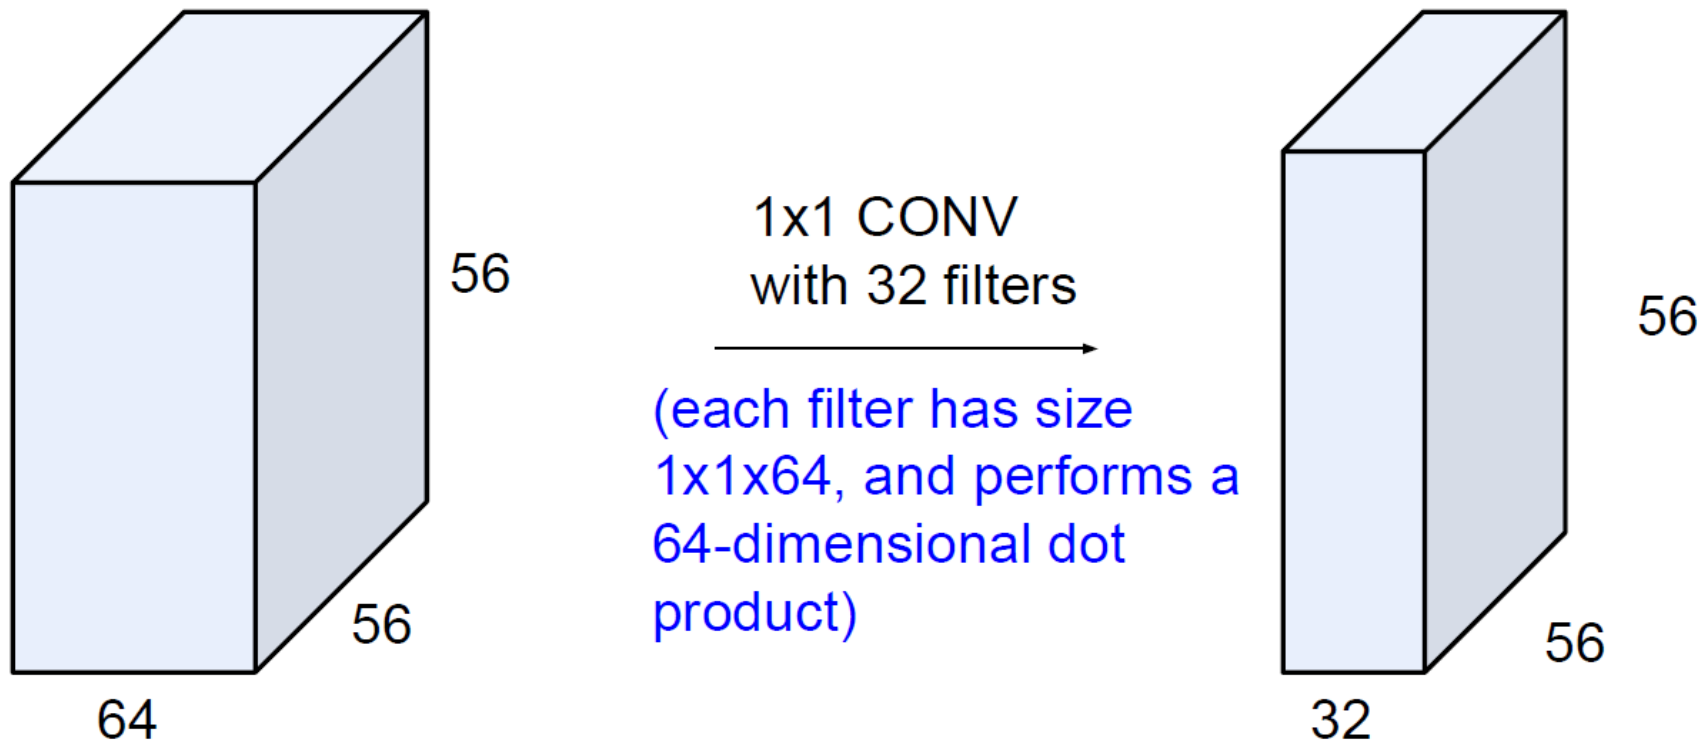 56
56
64
1x1 CONV
with 32 filters
(each filter has size
1x1x64, and performs a
64-dimensional dot
product)
56
56
32